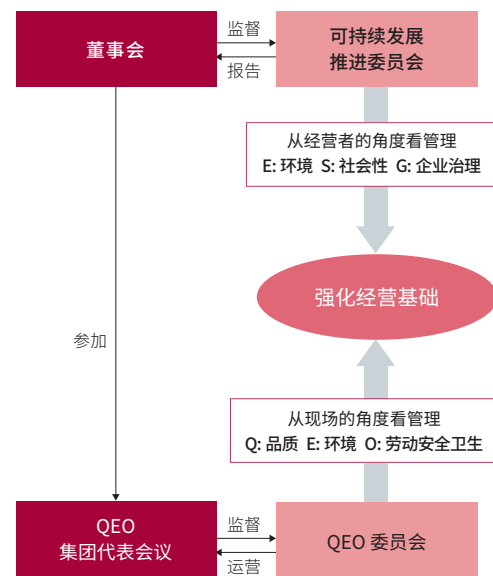 董事会
监督
报告
可持续发展
推进委员会
从经营者的角度看管理
E: 环境 S: 社会性 G: 企业治理
强化经营基础
参加
从现场的角度看管理
Q: 品质 E: 环境 O: 劳动安全卫生
QEO
集团代表会议
监督
运营
QEO 委员会